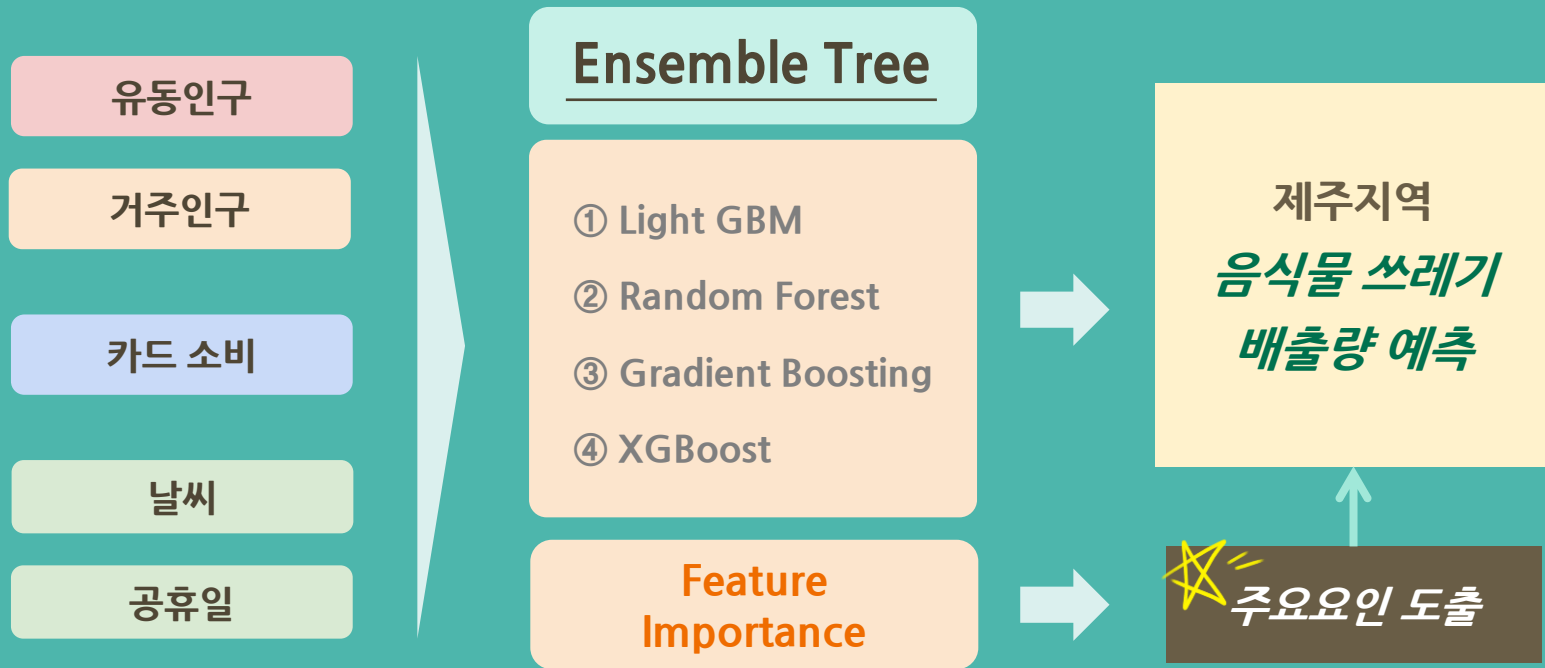 유동인구
거주인구
카드 소비
날씨
공휴일
Ensemble Tree
① Light GBM
② Random Forest
③ Gradient Boosting
④ XGBoost
Feature
Importance
제주지역
음식물 쓰레기
배출량 예측
주요요인 도출